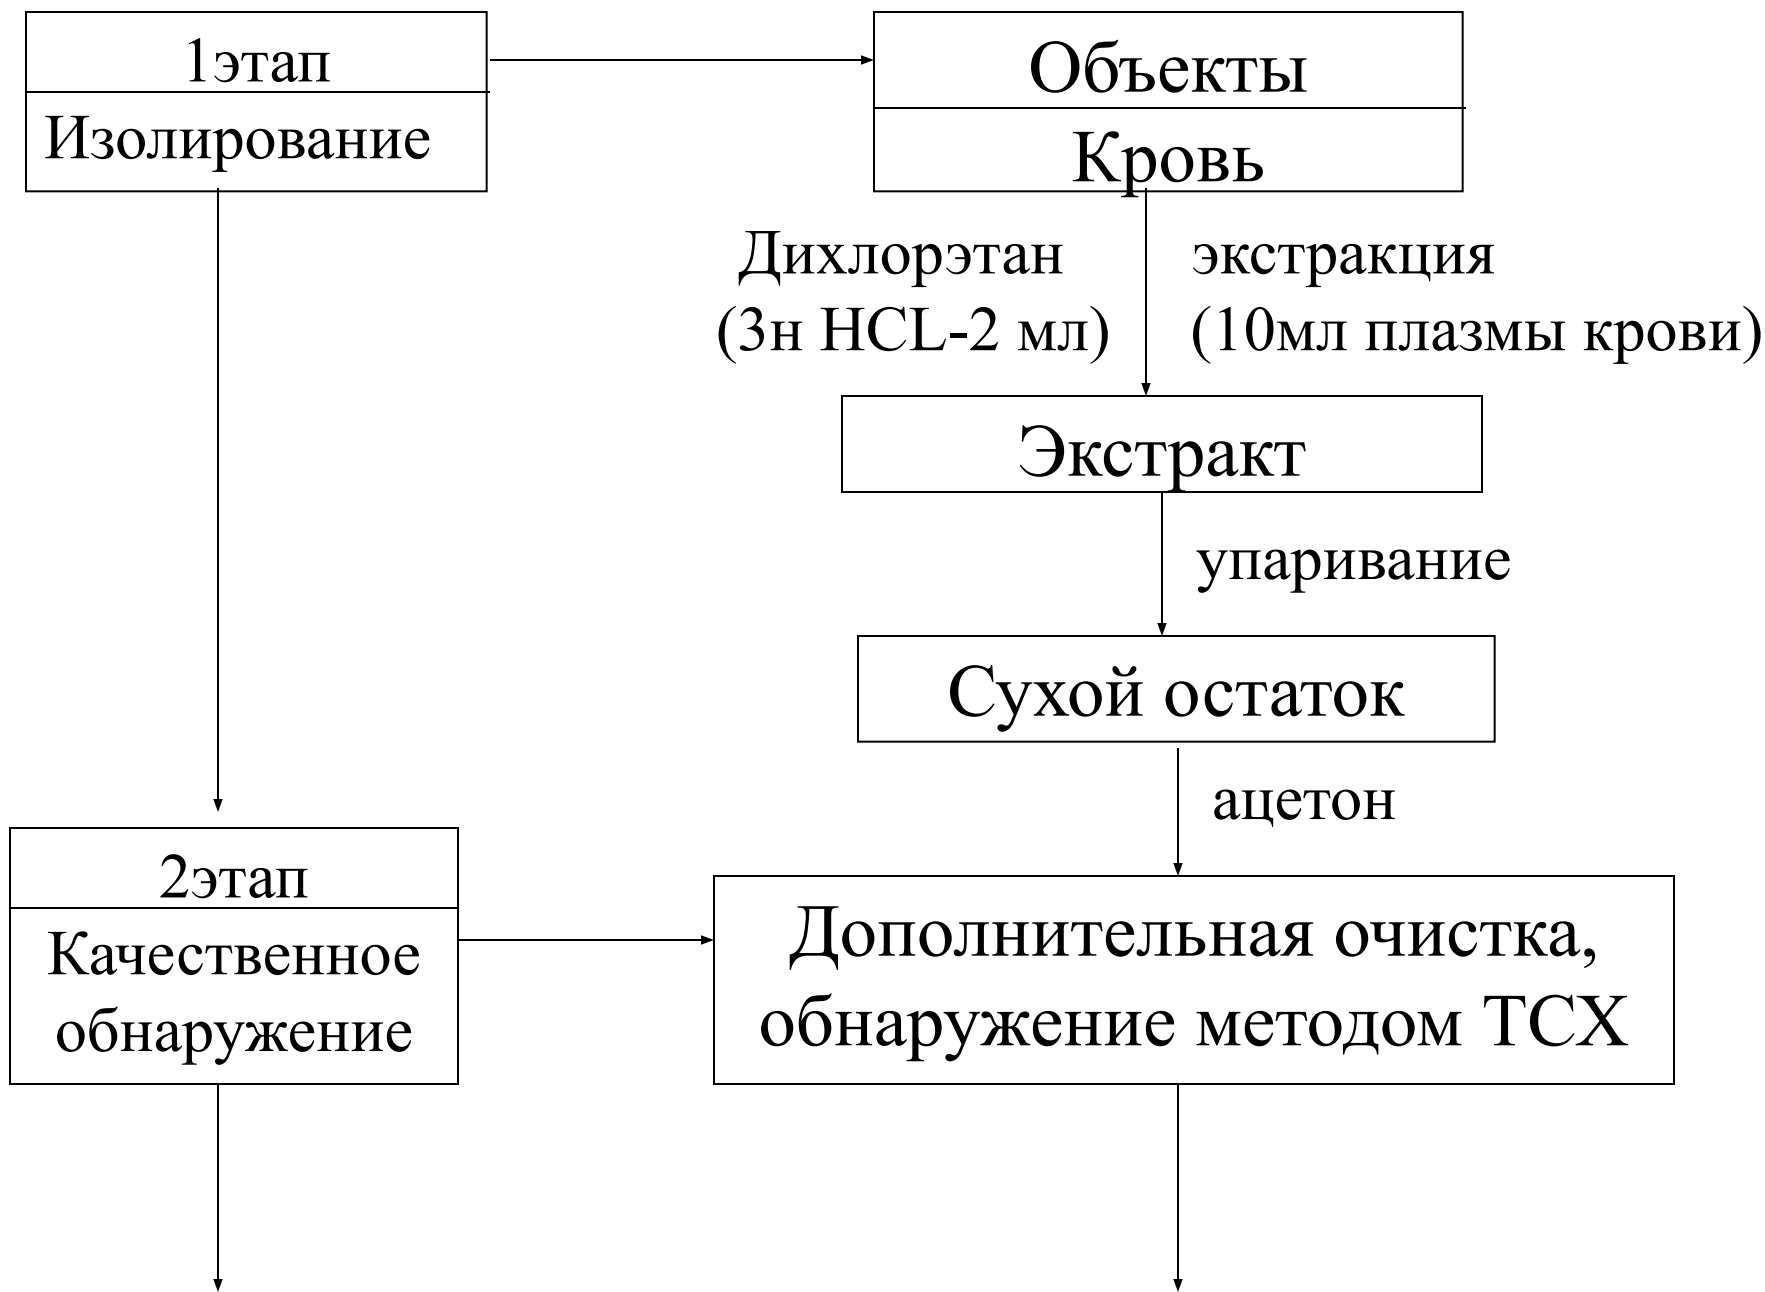 1этап
Изолирование
Объекты
Кровь
Дихлорэтан
(3н HCL-2 мл)
экстракция
(10мл плазмы крови)
Экстракт
упаривание
Сухой остаток
ацетон
2этап
Качественное
обнаружение
Дополнительная очистка,
обнаружение методом ТСХ